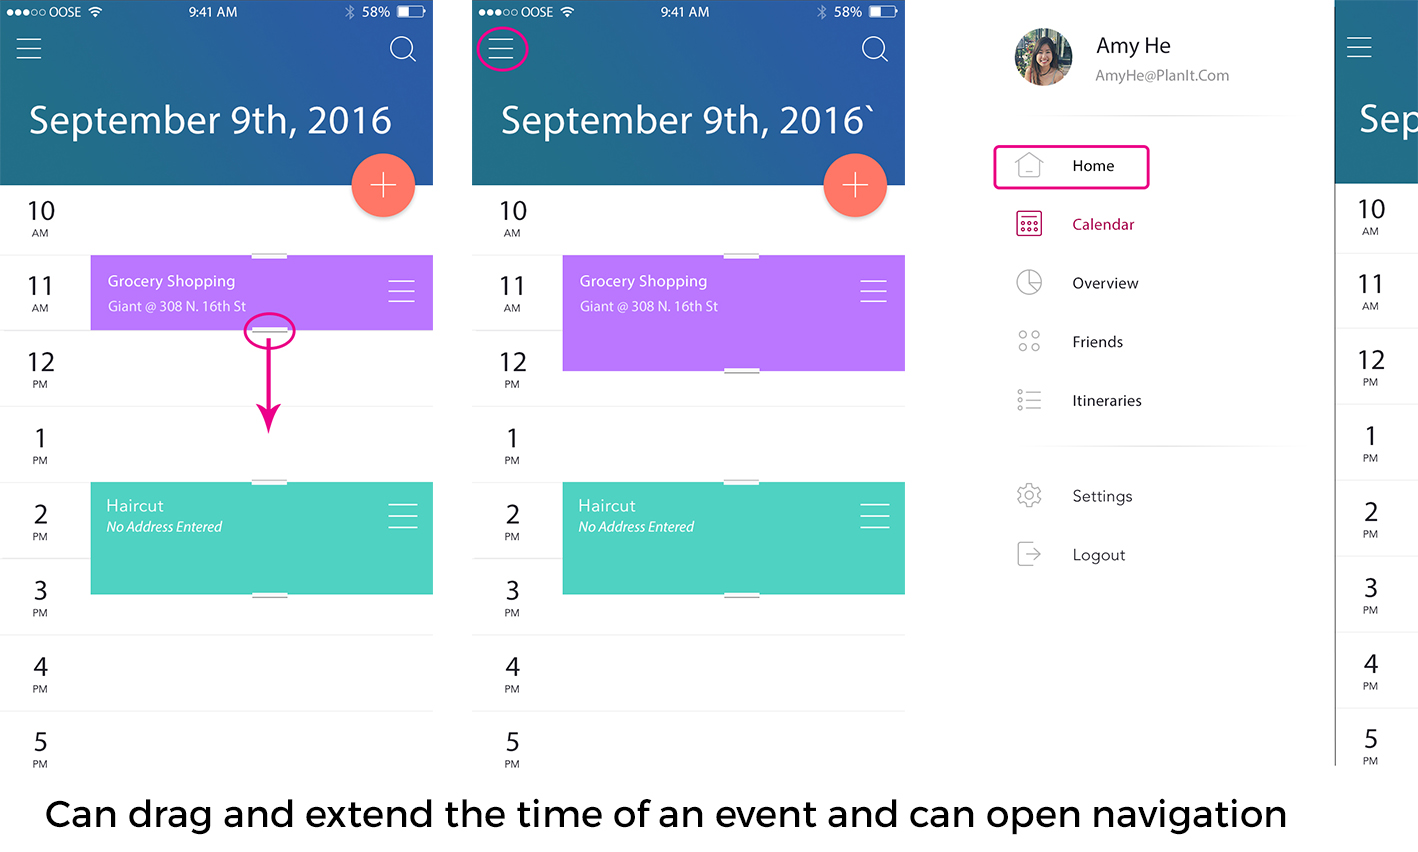 OOSE 9:41 AM 58%
September 9th, 2016
10
AM
11
AM
Grocery Shopping
Giant @ 308 N. 16th St
12
PM
1
PM
2
PM
Haircut
No Address Entered
3
PM
4
PM
5
PM
OOSE 9:41 AM 58%
September 9th, 2016`
10
AM
11
AM
Grocery Shopping
Giant @ 308 N. 16th St
12
PM
1
PM
2
PM
Haircut
No Address Entered
3
PM
4
PM
5
PM
Amy He
AmyHe@PlanIt.Com
Home
Calendar
Overview
Friends
Itineraries
Settings
Logout
Sep
10
AM
11
AM
12
PM
1
PM
2
PM
3
PM
4
PM
5
PM
Can drag and extend the time of an event and can open navigation